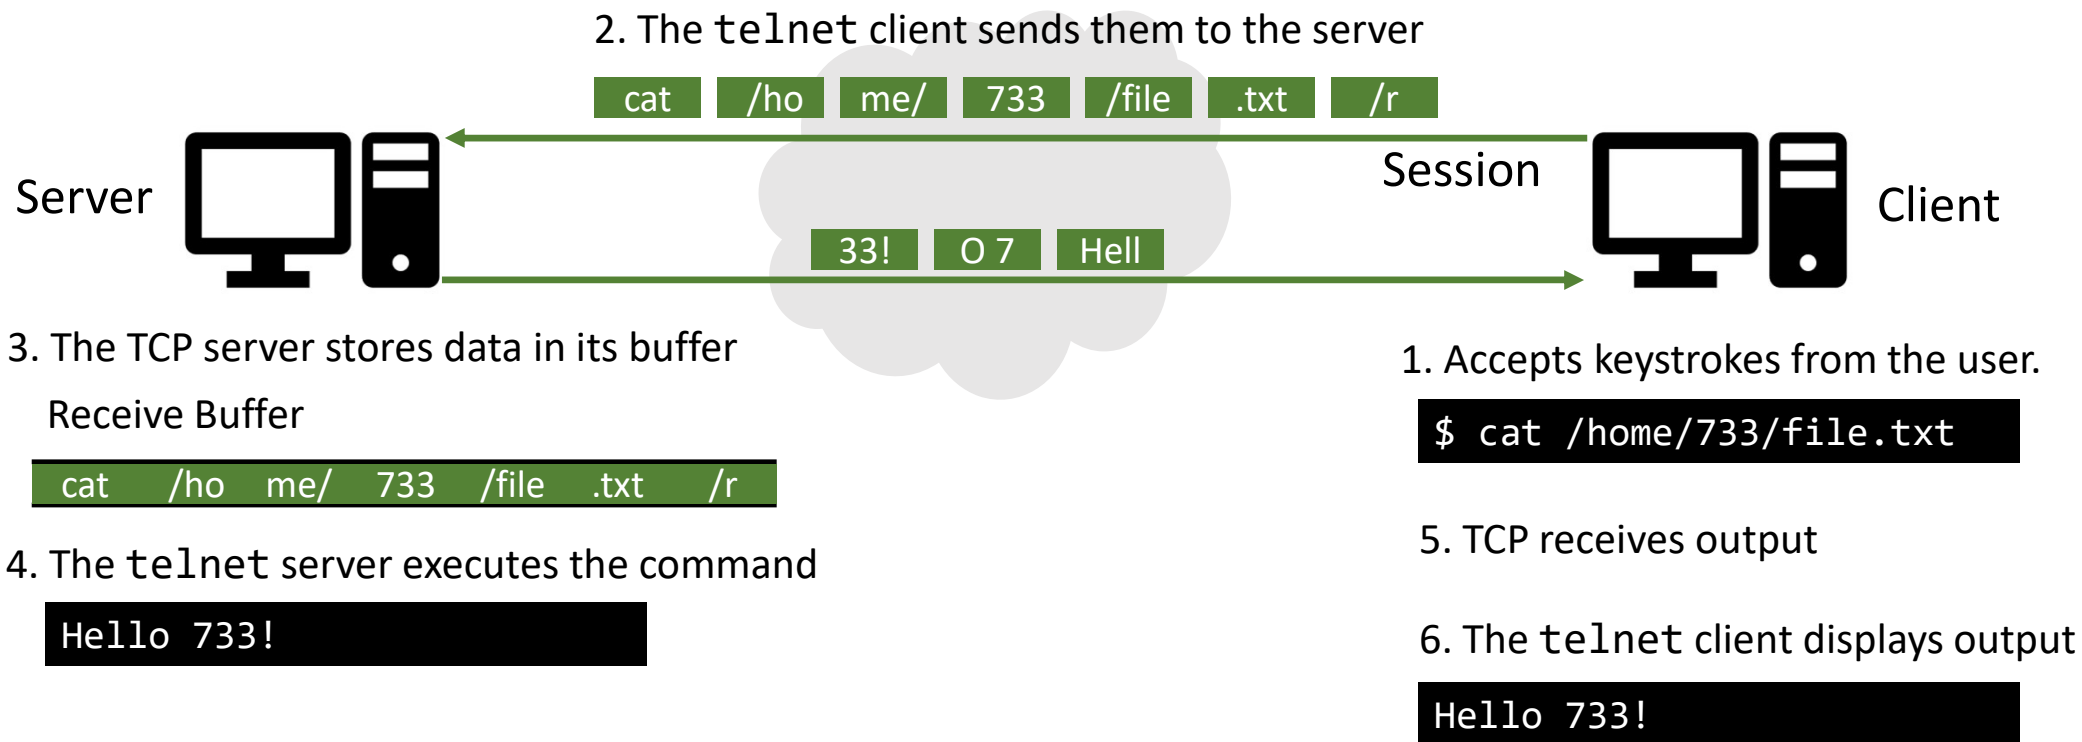 2. The telnet client sends them to the server
cat /ho me/ 733 /file .txt /r
Server
Session
Client
33! O 7 Hell
3. The TCP server stores data in its buffer
Receive Buffer
cat /ho me/ 733 /file .txt /r
4. The telnet server executes the command
Hello 733!
1. Accepts keystrokes from the user.
$ cat /home/733/file.txt
5. TCP receives output
6. The telnet client displays output
Hello 733!